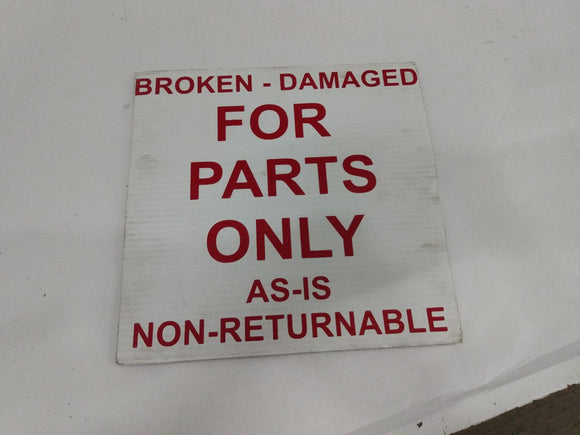 BROKEN - DAMAGED
FOR
PARTS
ONLY
AS-IS
NON-RETURNABLE